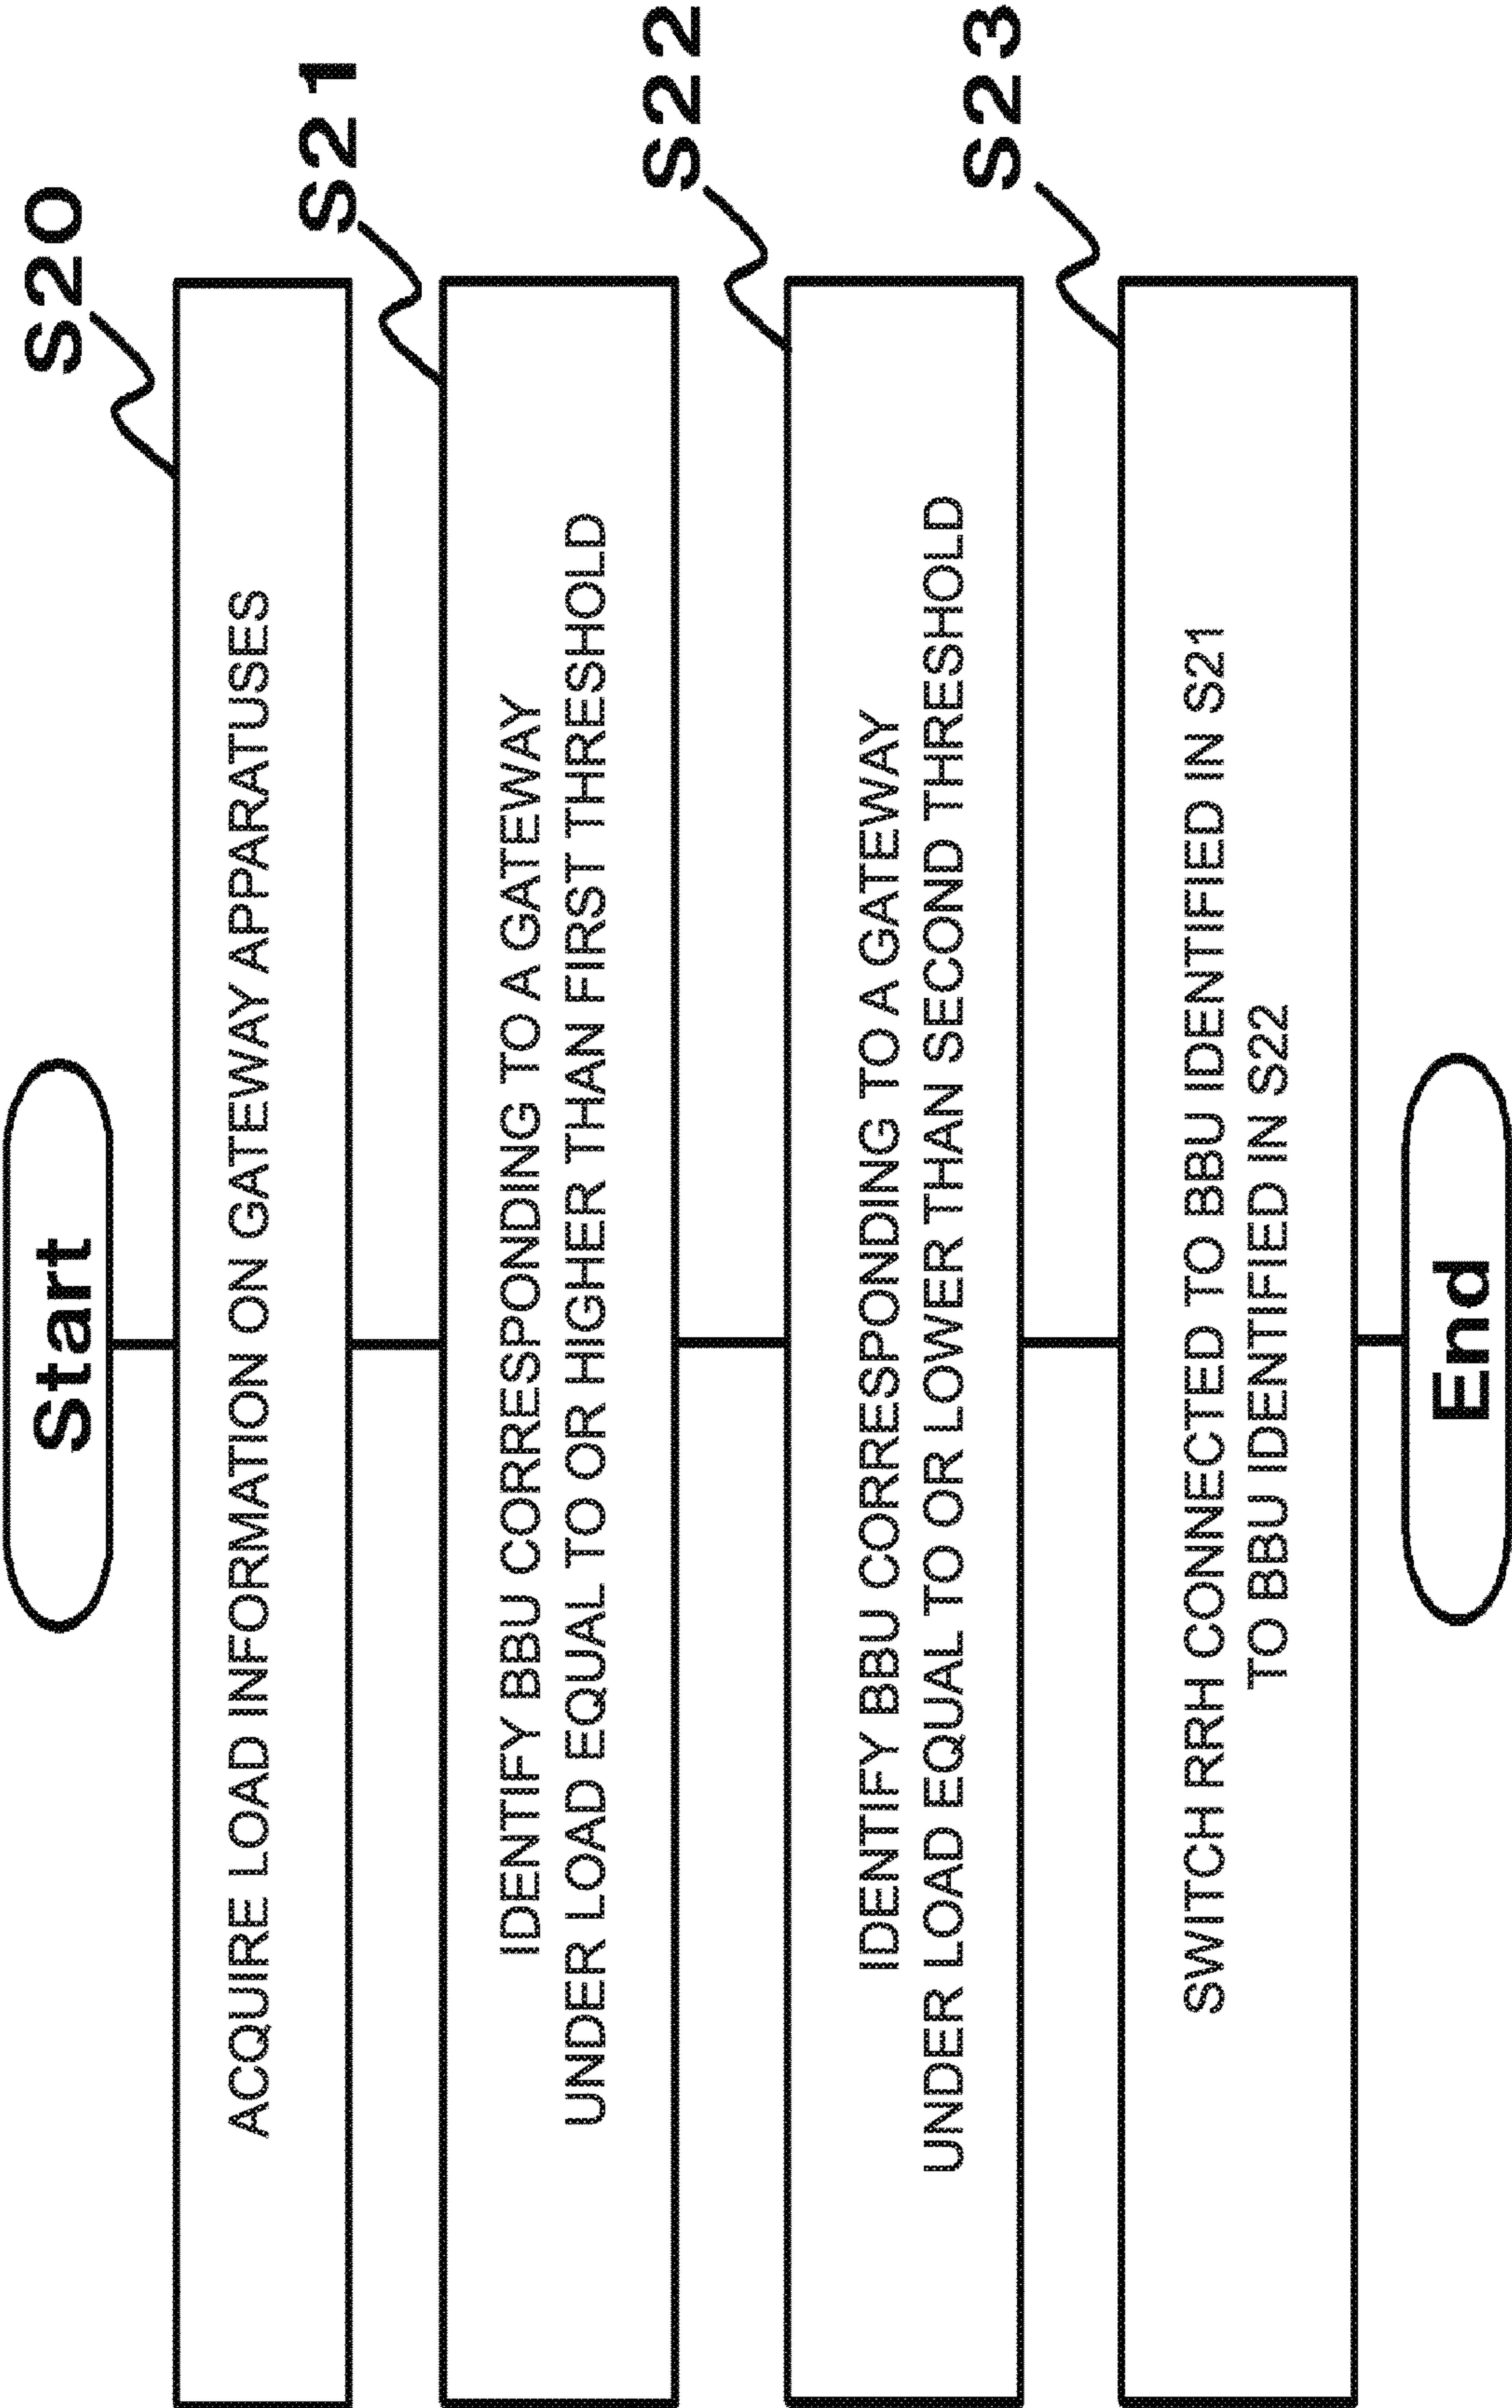 Start
S20
ACQUIRE LOAD INFORMATION ON GATEWAY APPARATUSES
S21
IDENTIFY BBU CORRESPONDING TO A GATEWAY
UNDER LOAD EQUAL TO OR HIGHER THAN FIRST THRESHOLD
S22
IDENTIFY BBU CORRESPONDING TO A GATEWAY
UNDER LOAD EQUAL TO OR LOWER THAN SECOND THRESHOLD
S23
SWITCH RRH CONNECTED TO BBU IDENTIFIED IN S21
TO BBU IDENTIFIED IN S22
End